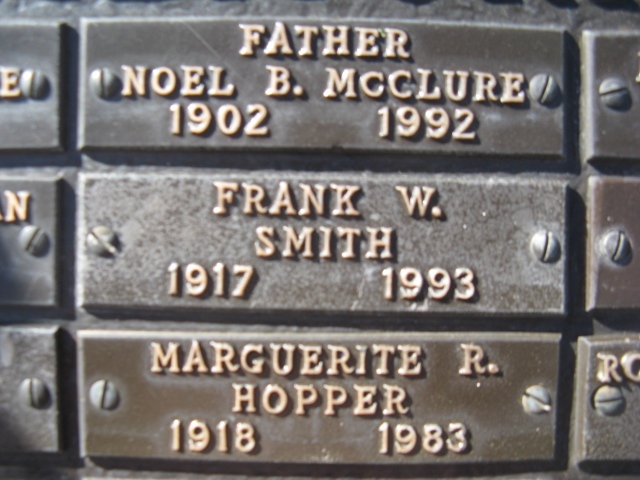 FATHER
NOEL B. MCCLURE
1902 1992
FRANK W.
SMITH
1917 1993
MARGUERITE R.
HOPPER
1918 1983